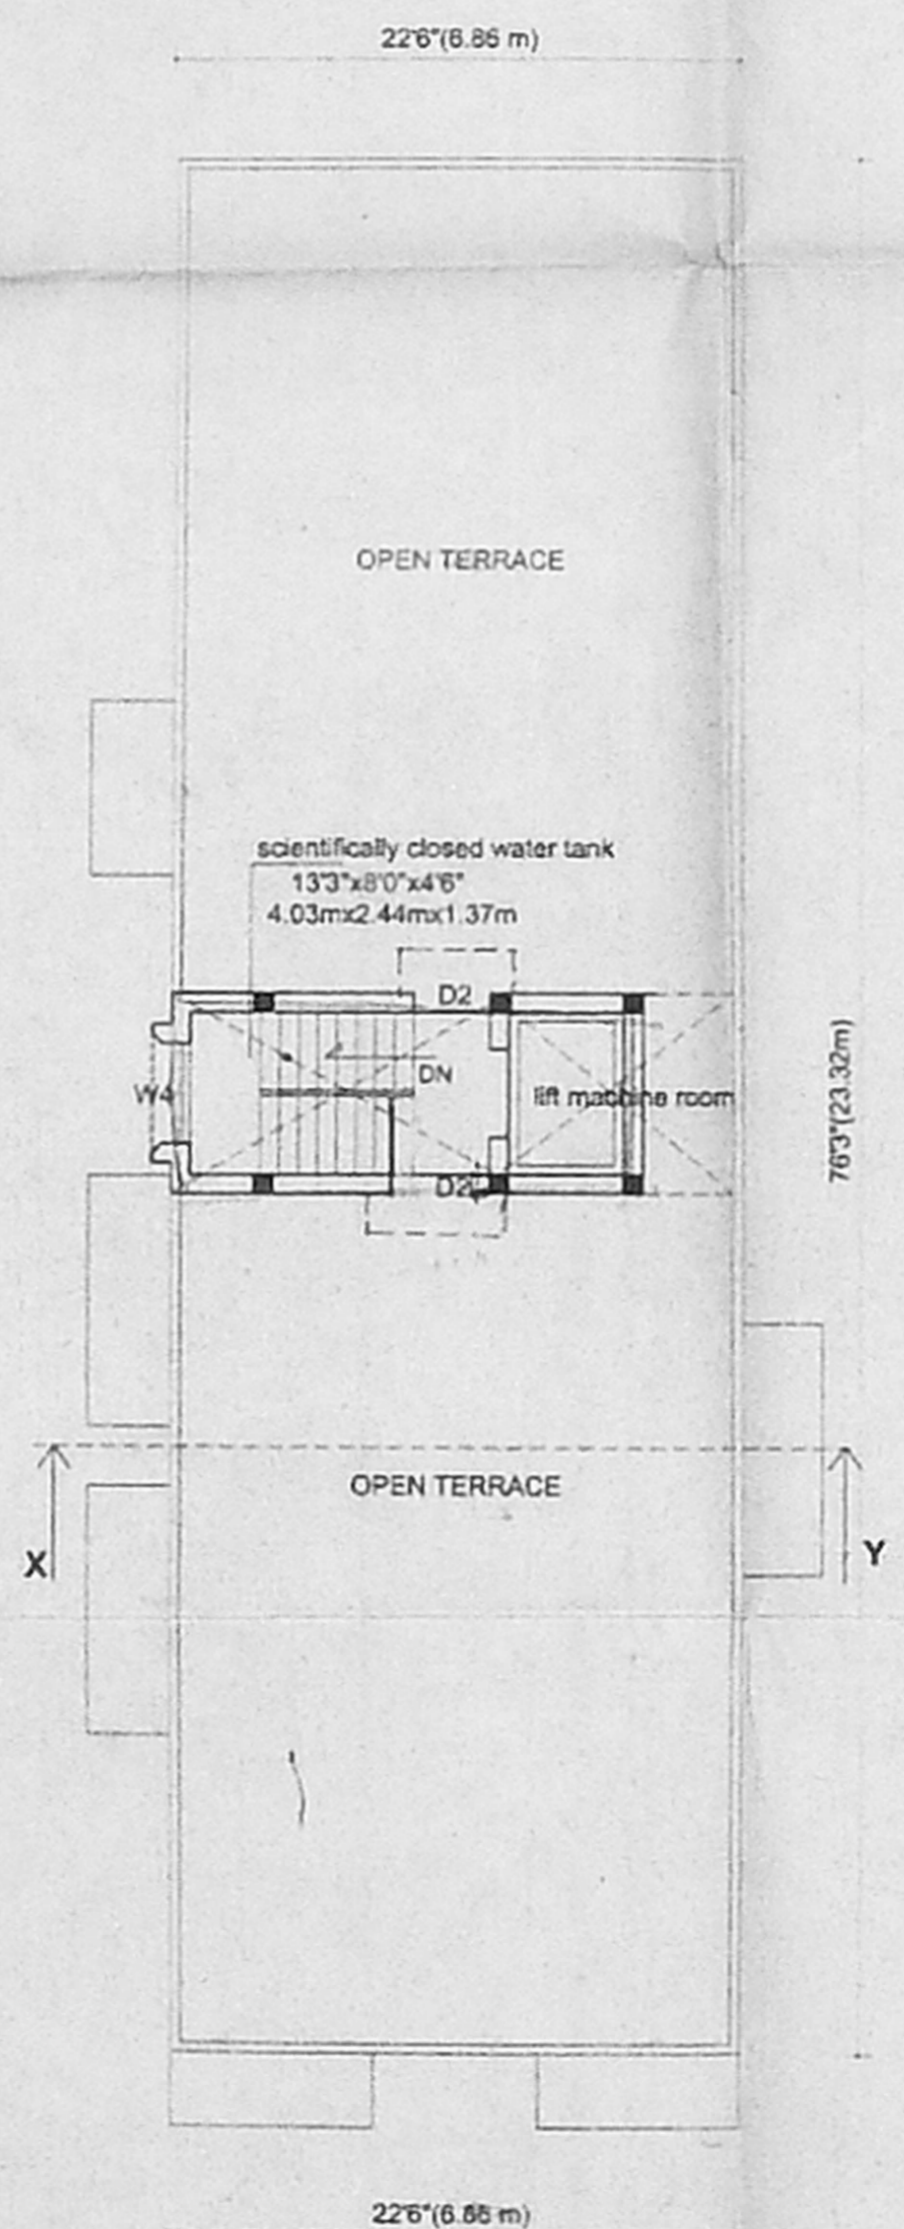 22'6"(6.86 m)
OPEN TERRACE
scientifically closed water tank
13'3"x8'0"x4'6"
4.03mx2.44mx1.37m
D2
DN
W4
lift machine room
76'3"(23.32m)
D2
OPEN TERRACE
X
Y
22'6"(6.86 m)